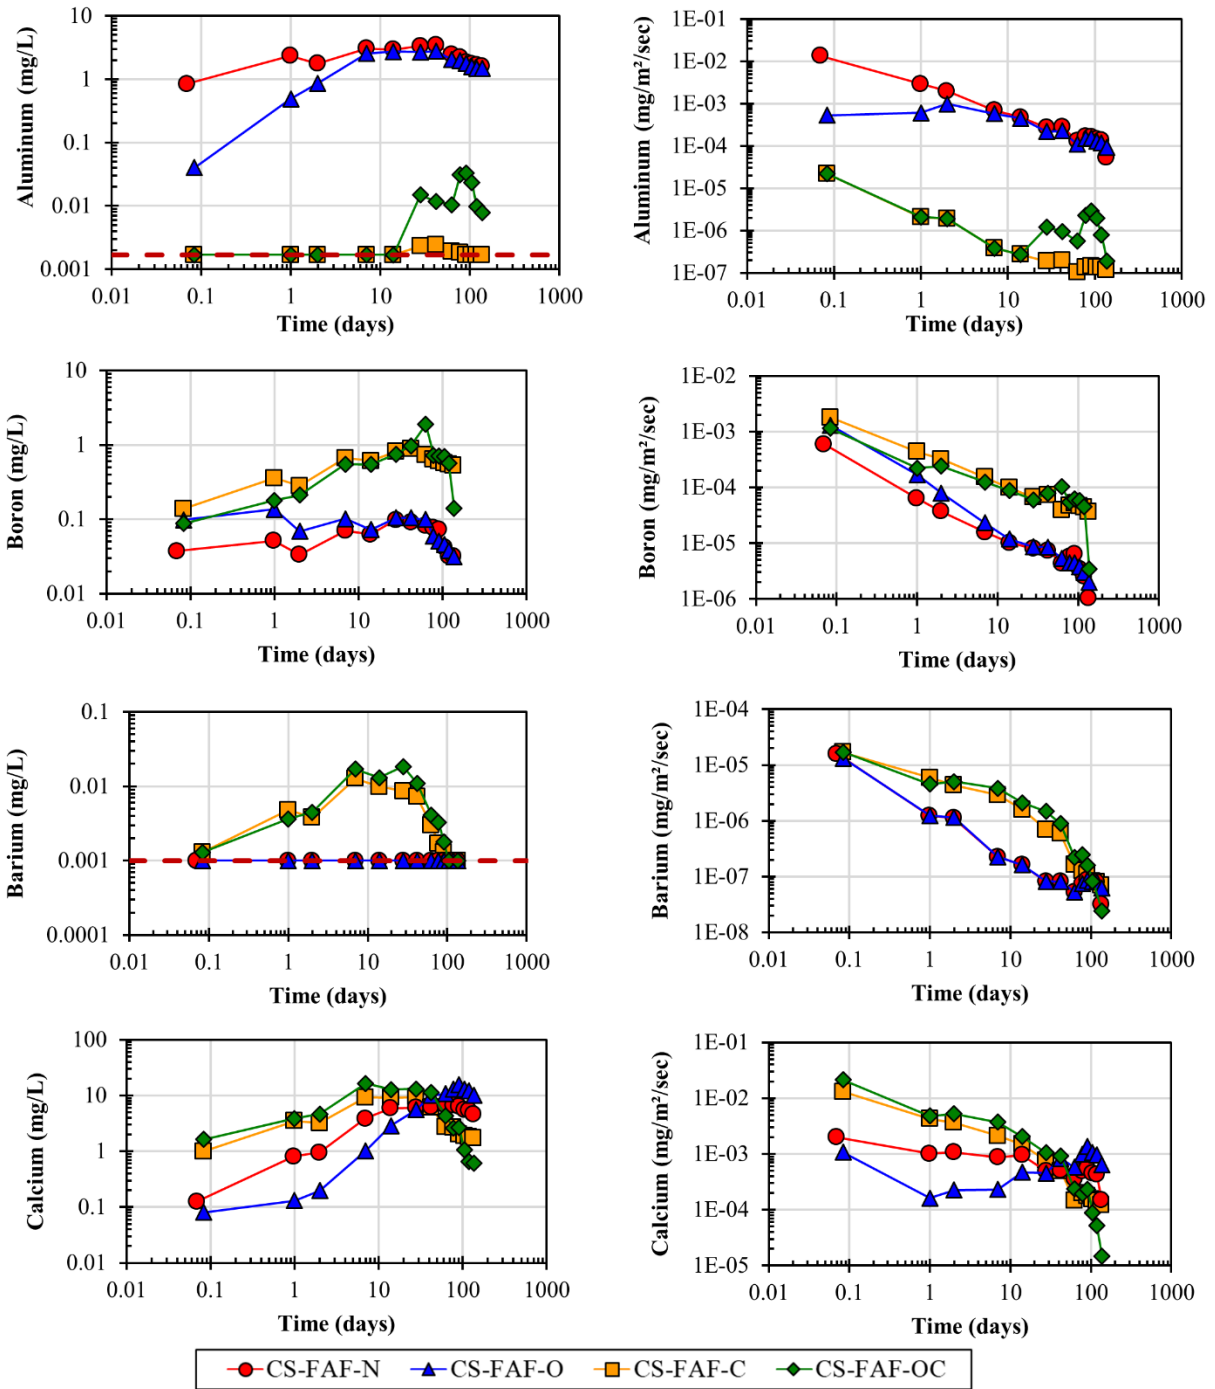 Aluminum (mg/L)
10
1
0.1
0.01
0.001
0.01 0.1 1 10 100 1000
Time (days)
Aluminum (mg/m²/sec)
1E-01
1E-02
1E-03
1E-04
1E-05
1E-06
1E-07
0.01 0.1 1 10 100 1000
Time (days)
Boron (mg/L)
10
1
0.1
0.01
0.01 0.1 1 10 100 1000
Time (days)
Boron (mg/m²/sec)
1E-02
1E-03
1E-04
1E-05
1E-06
0.01 0.1 1 10 100 1000
Time (days)
Barium (mg/L)
0.1
0.01
0.001
0.0001
0.01 0.1 1 10 100 1000
Time (days)
Barium (mg/m²/sec)
1E-04
1E-05
1E-06
1E-07
1E-08
0.01 0.1 1 10 100 1000
Time (days)
Calcium (mg/L)
100
10
1
0.1
0.01
0.01 0.1 1 10 100 1000
Time (days)
Calcium (mg/m²/sec)
1E-01
1E-02
1E-03
1E-04
1E-05
0.01 0.1 1 10 100 1000
Time (days)
CS-FAF-N CS-FAF-O CS-FAF-C CS-FAF-OC